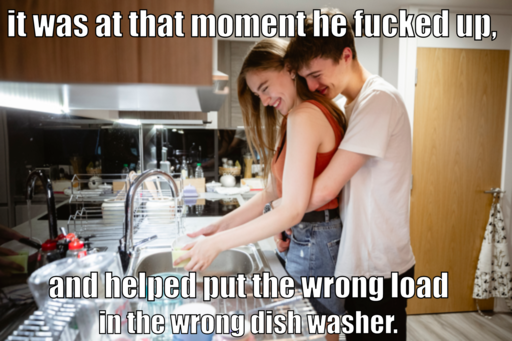 it was at that moment he fucked up,
and helped put the wrong load
in the wrong dish washer.